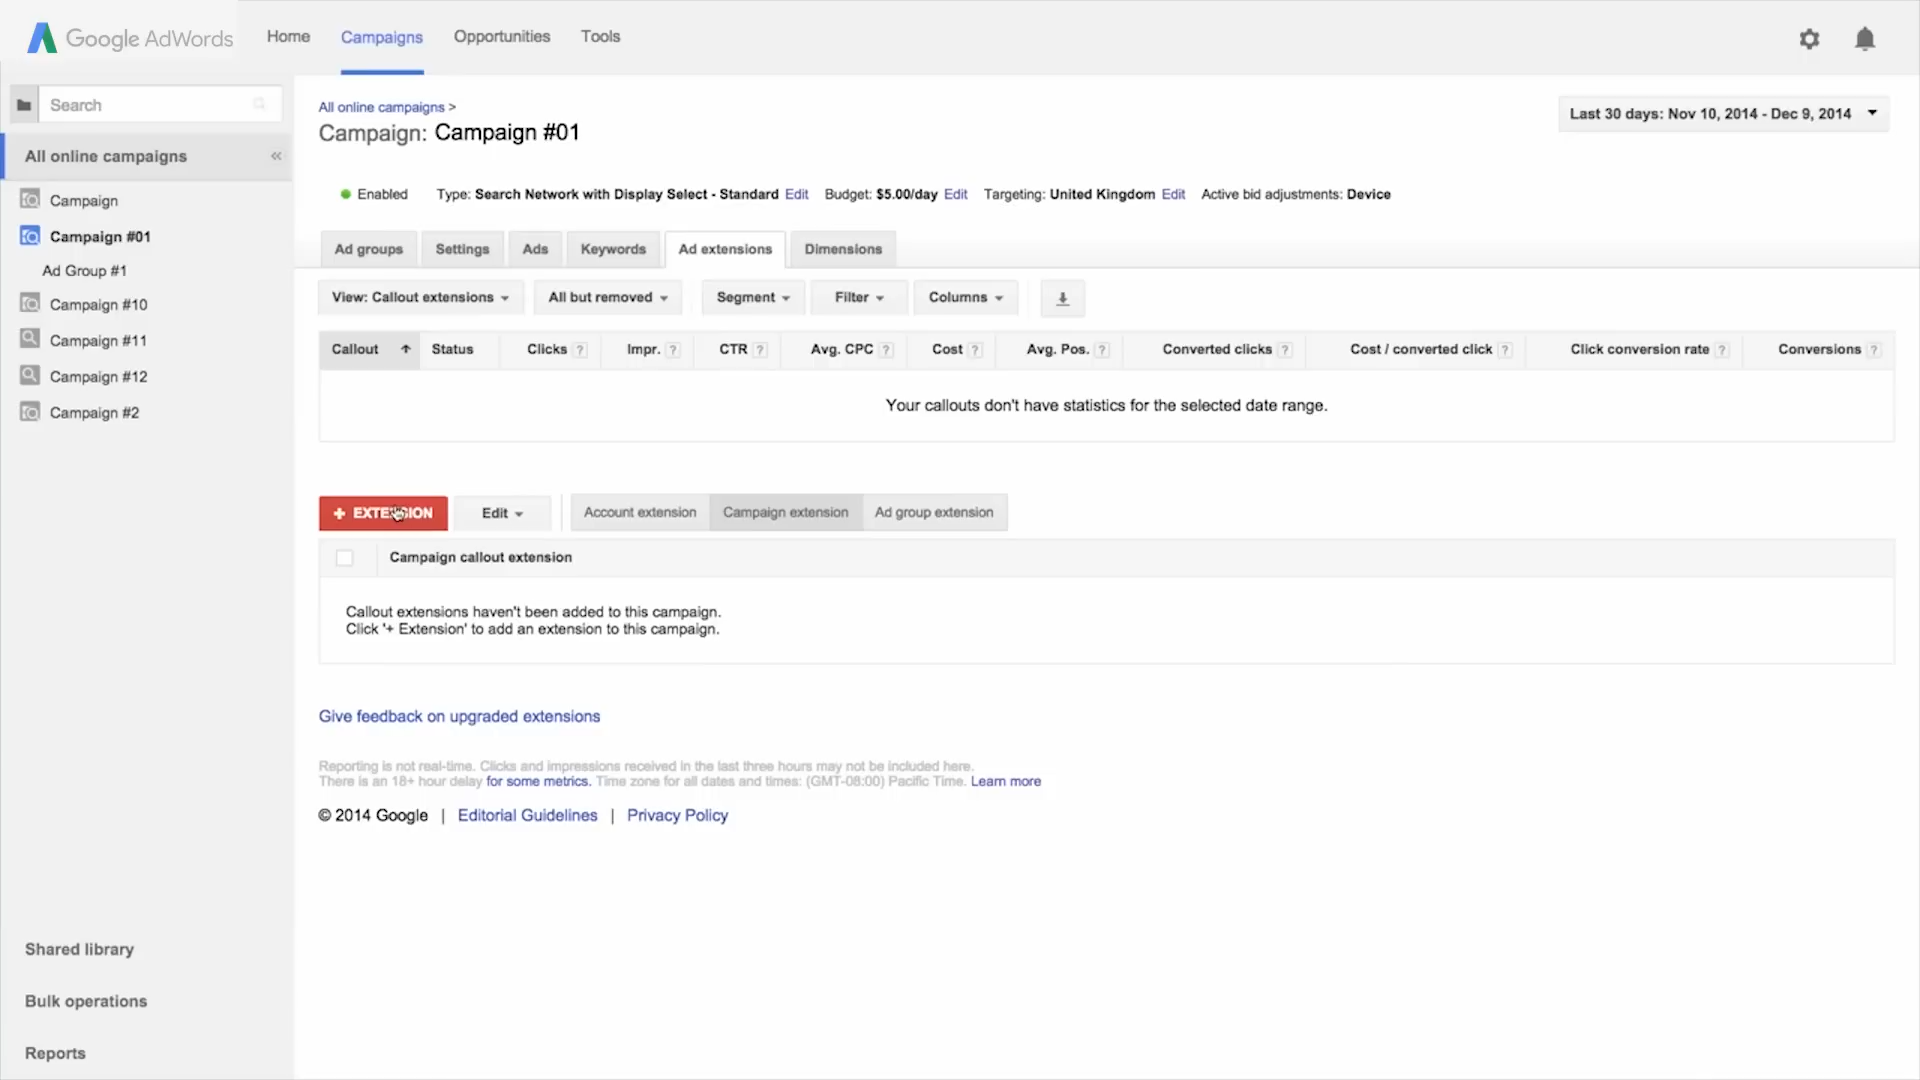 Google AdWords
Home Campaigns Opportunities Tools
Search
All online campaigns «
Campaign
Campaign #01
Ad Group #1
Campaign #10
Campaign #11
Campaign #12
Campaign #2
Shared library
Bulk operations
Reports
All online campaigns >
Campaign: Campaign #01
Last 30 days: Nov 10, 2014 - Dec 9, 2014
Enabled Type: Search Network with Display Select - Standard Edit Budget: $5.00/day Edit Targeting: United Kingdom Edit Active bid adjustments: Device
Ad groups Settings Ads Keywords Ad extensions Dimensions
View: Callout extensions All but removed Segment Filter Columns
Callout Status Clicks ? Impr. ? CTR ? Avg. CPC ? Cost ? Avg. Pos. ? Converted clicks ? Cost / converted click ? Click conversion rate ? Conversions ?
Your callouts don't have statistics for the selected date range.
+ EXTENSION Edit Account extension Campaign extension Ad group extension
Campaign callout extension
Callout extensions haven't been added to this campaign.
Click '+ Extension' to add an extension to this campaign.
Give feedback on upgraded extensions
Reporting is not real-time. Clicks and impressions received in the last three hours may not be included here.
There is an 18+ hour delay for some metrics. Time zone for all dates and times: (GMT-08:00) Pacific Time. Learn more
© 2014 Google | Editorial Guidelines | Privacy Policy